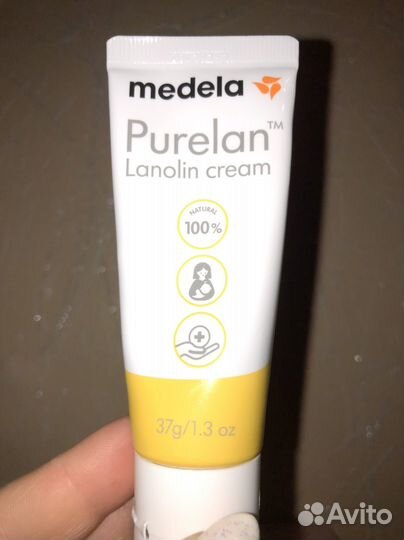 medela
Purelan™
Lanolin cream
NATURAL
100%
37g/1.3 oz
Avito